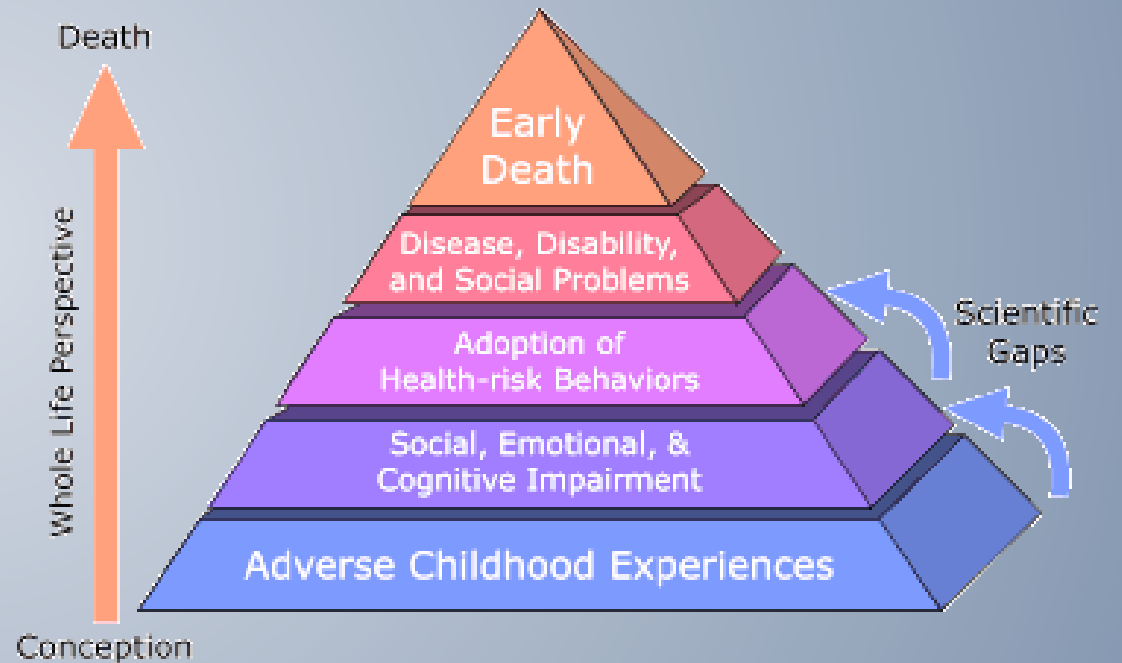 Death
Early
Death
Disease, Disability,
and Social Problems
Scientific
Gaps
Adoption of
Health-risk Behaviors
Whole Life Perspective
Social, Emotional, &
Cognitive Impairment
Adverse Childhood Experiences
Conception